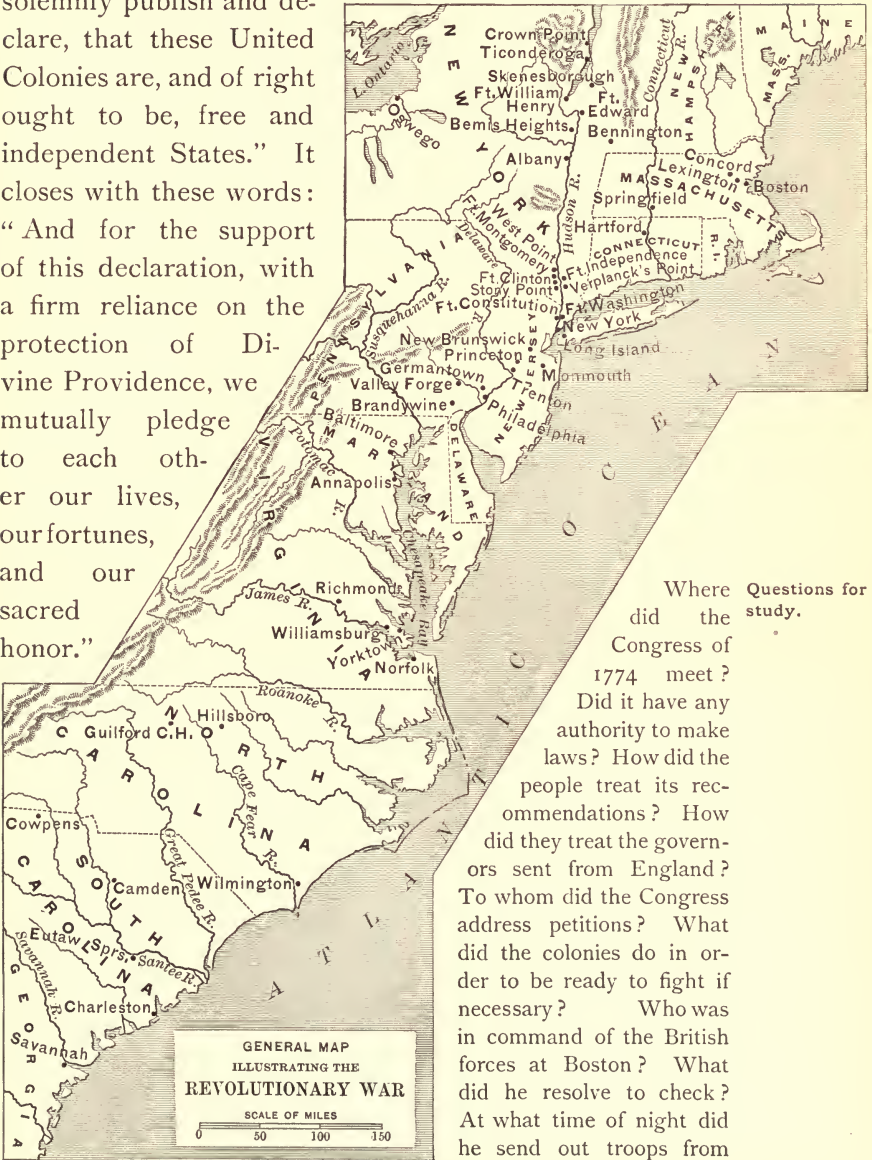 solemnly publish and de-
clare, that these United
Colonies are, and of right
ought to be, free and
independent States." It
closes with these words:
"And for the support
of this declaration, with
a firm reliance on the
protection of Di-
vine Providence, we
mutually pledge
to each oth-
er our lives,
our fortunes,
and our
sacred
honor."
MAINE
MASS.
NEW HAMPSHIRE
Connecticut R.
NEW YORK
L. Ontario
Oswego
Crown Point
Ticonderoga
Skenesborough
Ft. William
Henry
Ft.
Edward
Bemis Heights
Bennington
Albany
Hudson R.
Concord
Lexington
Boston
MASSACHUSETTS
Springfield
Hartford
CONNECTICUT
R.I.
West Point
Ft.
Montgomery
Delaware R.
Ft. Independence
Ft. Clinton
Verplanck's Point
Stony Point
Ft. Constitution
Ft. Washington
New York
Long Island
PENNSYLVANIA
Susquehanna R.
New Brunswick
Princeton
NEW JERSEY
Monmouth
Germantown
Valley Forge
Trenton
Brandywine
Philadelphia
Baltimore
MARYLAND
DELAWARE
Potomac R.
Annapolis
Chesapeake Bay
VIRGINIA
Richmond
James R.
Williamsburg
Yorktown
Norfolk
Roanoke R.
NORTH
CAROLINA
Hillsboro
Guilford C.H.
Cape Fear R.
Wilmington
Cowpens
SOUTH
CAROLINA
Great Pedee R.
Camden
Eutaw Sprs.
Santee R.
Charleston
Savannah R.
Savannah
GEORGIA
ATLANTIC OCEAN
GENERAL MAP
ILLUSTRATING THE
REVOLUTIONARY WAR
SCALE OF MILES
0 50 100 150
Questions for
study.
Where
did the
Congress of
1774 meet?
Did it have any
authority to make
laws? How did the
people treat its rec-
ommendations? How
did they treat the govern-
ors sent from England?
To whom did the Congress
address petitions? What
did the colonies do in or-
der to be ready to fight if
necessary? Who was
in command of the British
forces at Boston? What
did he resolve to check?
At what time of night did
he send out troops from